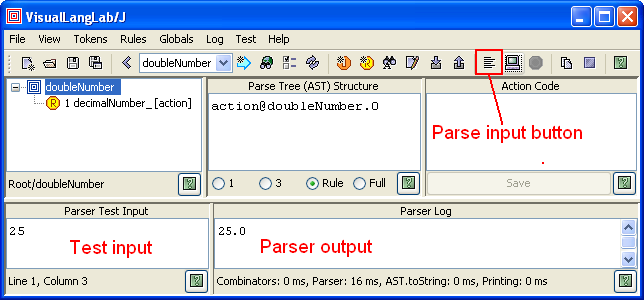 VisualLangLab/J
File View Tokens Rules Globals Log Test Help
doubleNumber
doubleNumber
R 1 decimalNumber_ [action]
Root/doubleNumber
Parse Tree (AST) Structure
action@doubleNumber.0
1 3 Rule Full
Action Code
Parse input button
.
Save
Parser Test Input
25
Test input
Line 1, Column 3
Parser Log
25.0
Parser output
Combinators: 0 ms, Parser: 16 ms, AST.toString: 0 ms, Printing: 0 ms